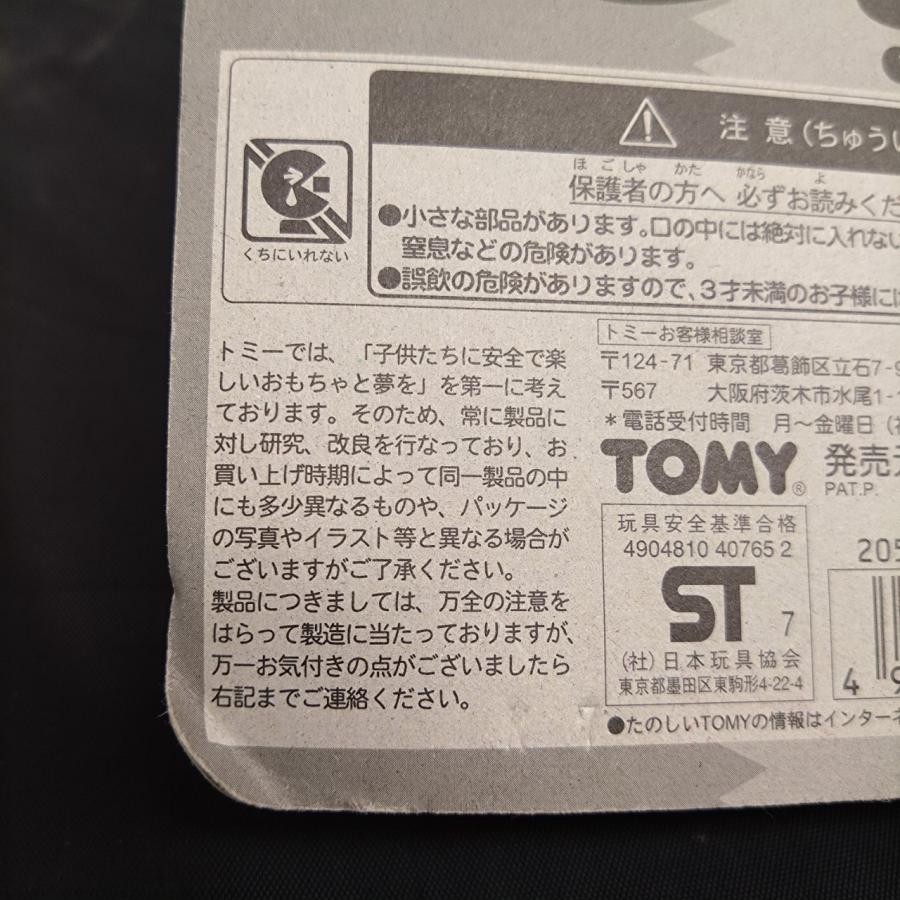 くちにいれない
注意(ちゅうい
ほごしゃ かた かなら よ
保護者の方へ 必ずお読みくだ
●小さな部品があります。口の中には絶対に入れない
窒息などの危険があります。
●誤飲の危険がありますので、3才未満のお子様には
トミーでは、「子供たちに安全で楽
しいおもちゃと夢を」を第一に考え
ております。そのため、常に製品に
対し研究、改良を行なっており、お
買い上げ時期によって同一製品の中
にも多少異なるものや、パッケージ
の写真やイラスト等と異なる場合が
ございますがご了承ください。
製品につきましては、万全の注意を
はらって製造に当たっておりますが、
万一お気付きの点がございましたら
右記までご連絡ください。
トミーお客様相談室
〒124-71 東京都葛飾区立石7-9
〒567 大阪府茨木市水尾1-1
*電話受付時間 月〜金曜日(祝
TOMY® 発売元
PAT.P.
玩具安全基準合格
4904810 40765 2
ST 7
(社)日本玩具協会
東京都墨田区東駒形4-22-4
205
4 9
●たのしいTOMYの情報はインターネ